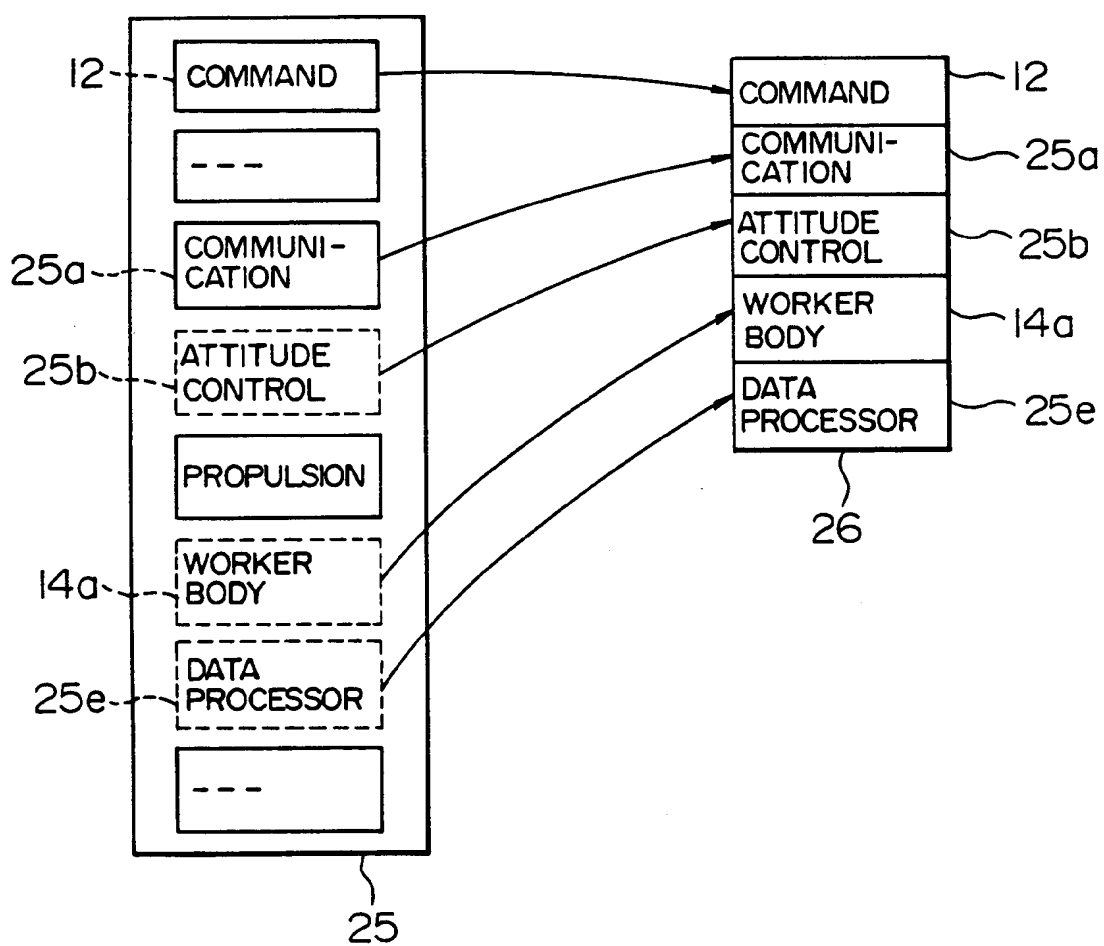 12
COMMAND
---
25a
COMMUNI-
CATION
25b
ATTITUDE
CONTROL
PROPULSION
14a
WORKER
BODY
25e
DATA
PROCESSOR
---
25
COMMAND
12
COMMUNI-
CATION
25a
ATTITUDE
CONTROL
25b
WORKER
BODY
14a
DATA
PROCESSOR
25e
26